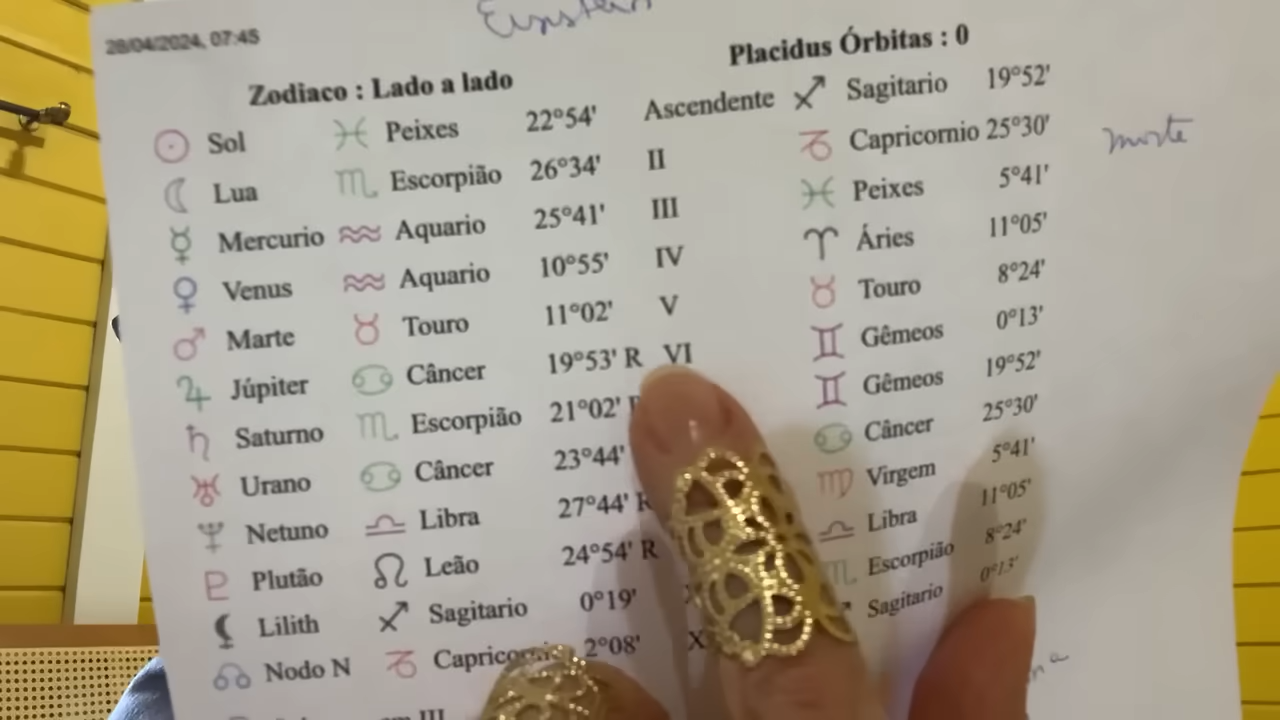 28/04/2024, 07:45
Einstein
Zodiaco : Lado a lado
Placidus Órbitas : 0
Sol Peixes 22°54' Ascendente Sagitario 19°52'
Lua Escorpião 26°34' II Capricornio 25°30' morte
Mercurio Aquario 25°41' III Peixes 5°41'
Venus Aquario 10°55' IV Áries 11°05'
Marte Touro 11°02' V Touro 8°24'
Júpiter Câncer 19°53' R VI Gêmeos 0°13'
Saturno Escorpião 21°02' Gêmeos 19°52'
Urano Câncer 23°44' Câncer 25°30'
Netuno Libra 27°44' R Virgem 5°41'
Plutão Leão 24°54' R Libra 11°05'
Lilith Sagitario 0°19' Escorpião 8°24'
Nodo N 2°08' Sagitario 0°13'
III